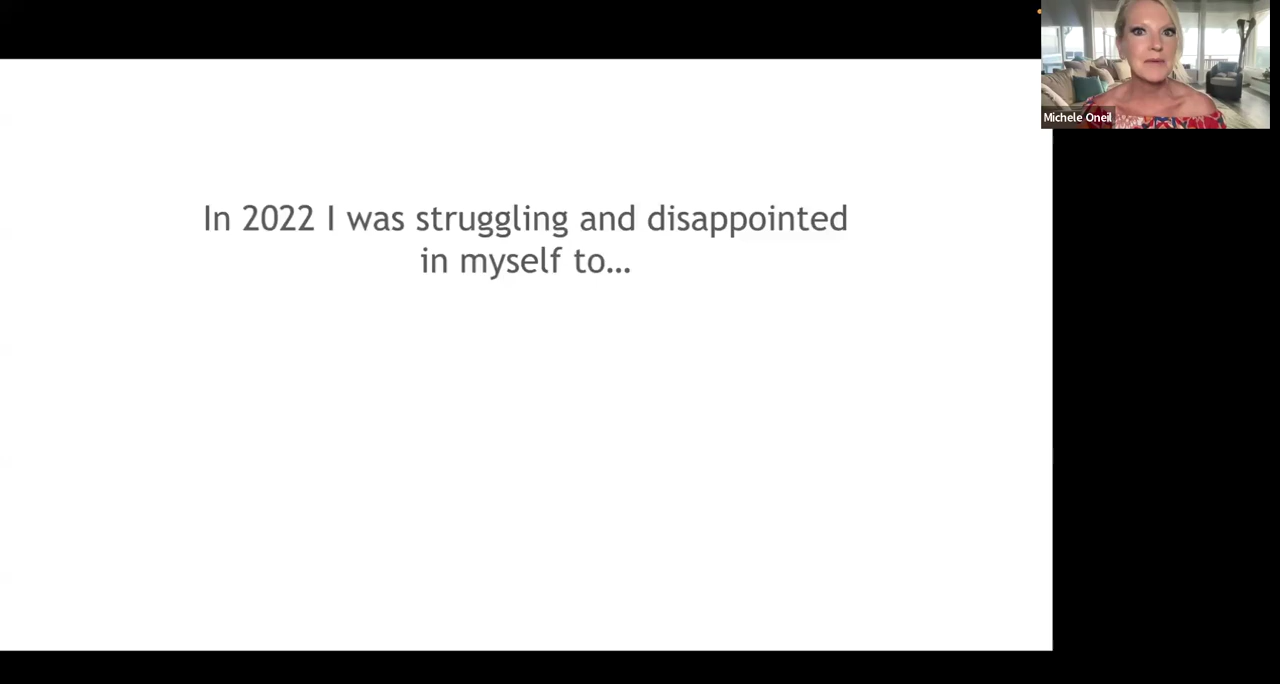 Michele Oneil
In 2022 I was struggling and disappointed
in myself to…